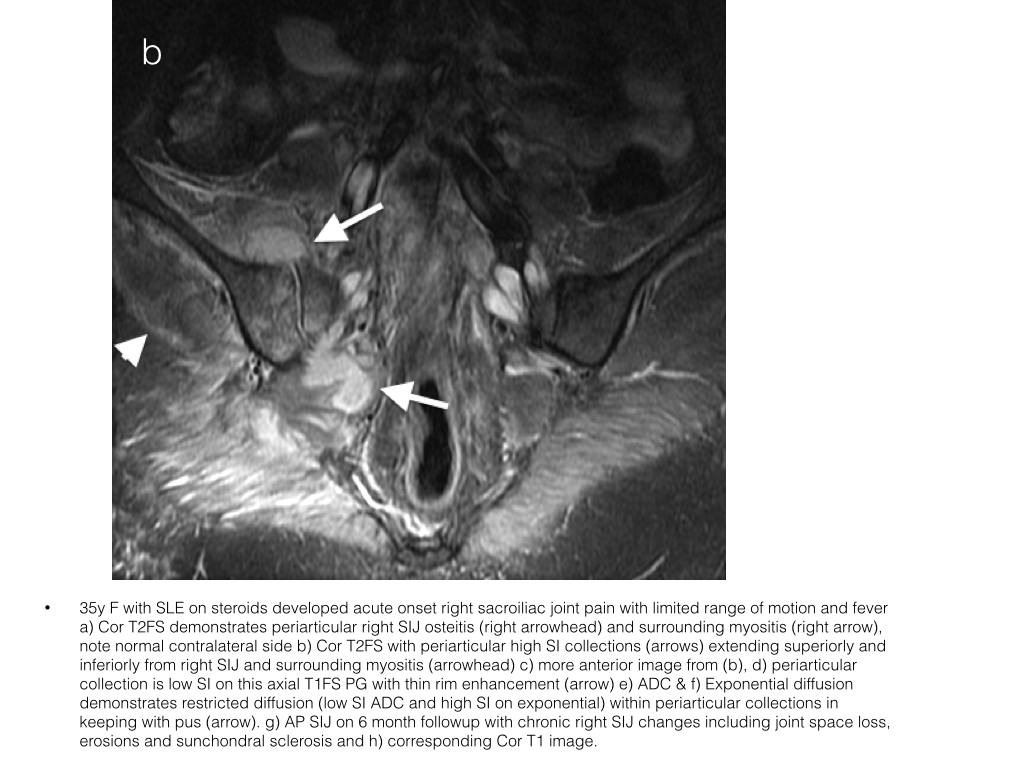 b
• 35y F with SLE on steroids developed acute onset right sacroiliac joint pain with limited range of motion and fever
a) Cor T2FS demonstrates periarticular right SIJ osteitis (right arrowhead) and surrounding myositis (right arrow),
note normal contralateral side b) Cor T2FS with periarticular high SI collections (arrows) extending superiorly and
inferiorly from right SIJ and surrounding myositis (arrowhead) c) more anterior image from (b), d) periarticular
collection is low SI on this axial T1FS PG with thin rim enhancement (arrow) e) ADC & f) Exponential diffusion
demonstrates restricted diffusion (low SI ADC and high SI on exponential) within periarticular collections in
keeping with pus (arrow). g) AP SIJ on 6 month followup with chronic right SIJ changes including joint space loss,
erosions and sunchondral sclerosis and h) corresponding Cor T1 image.